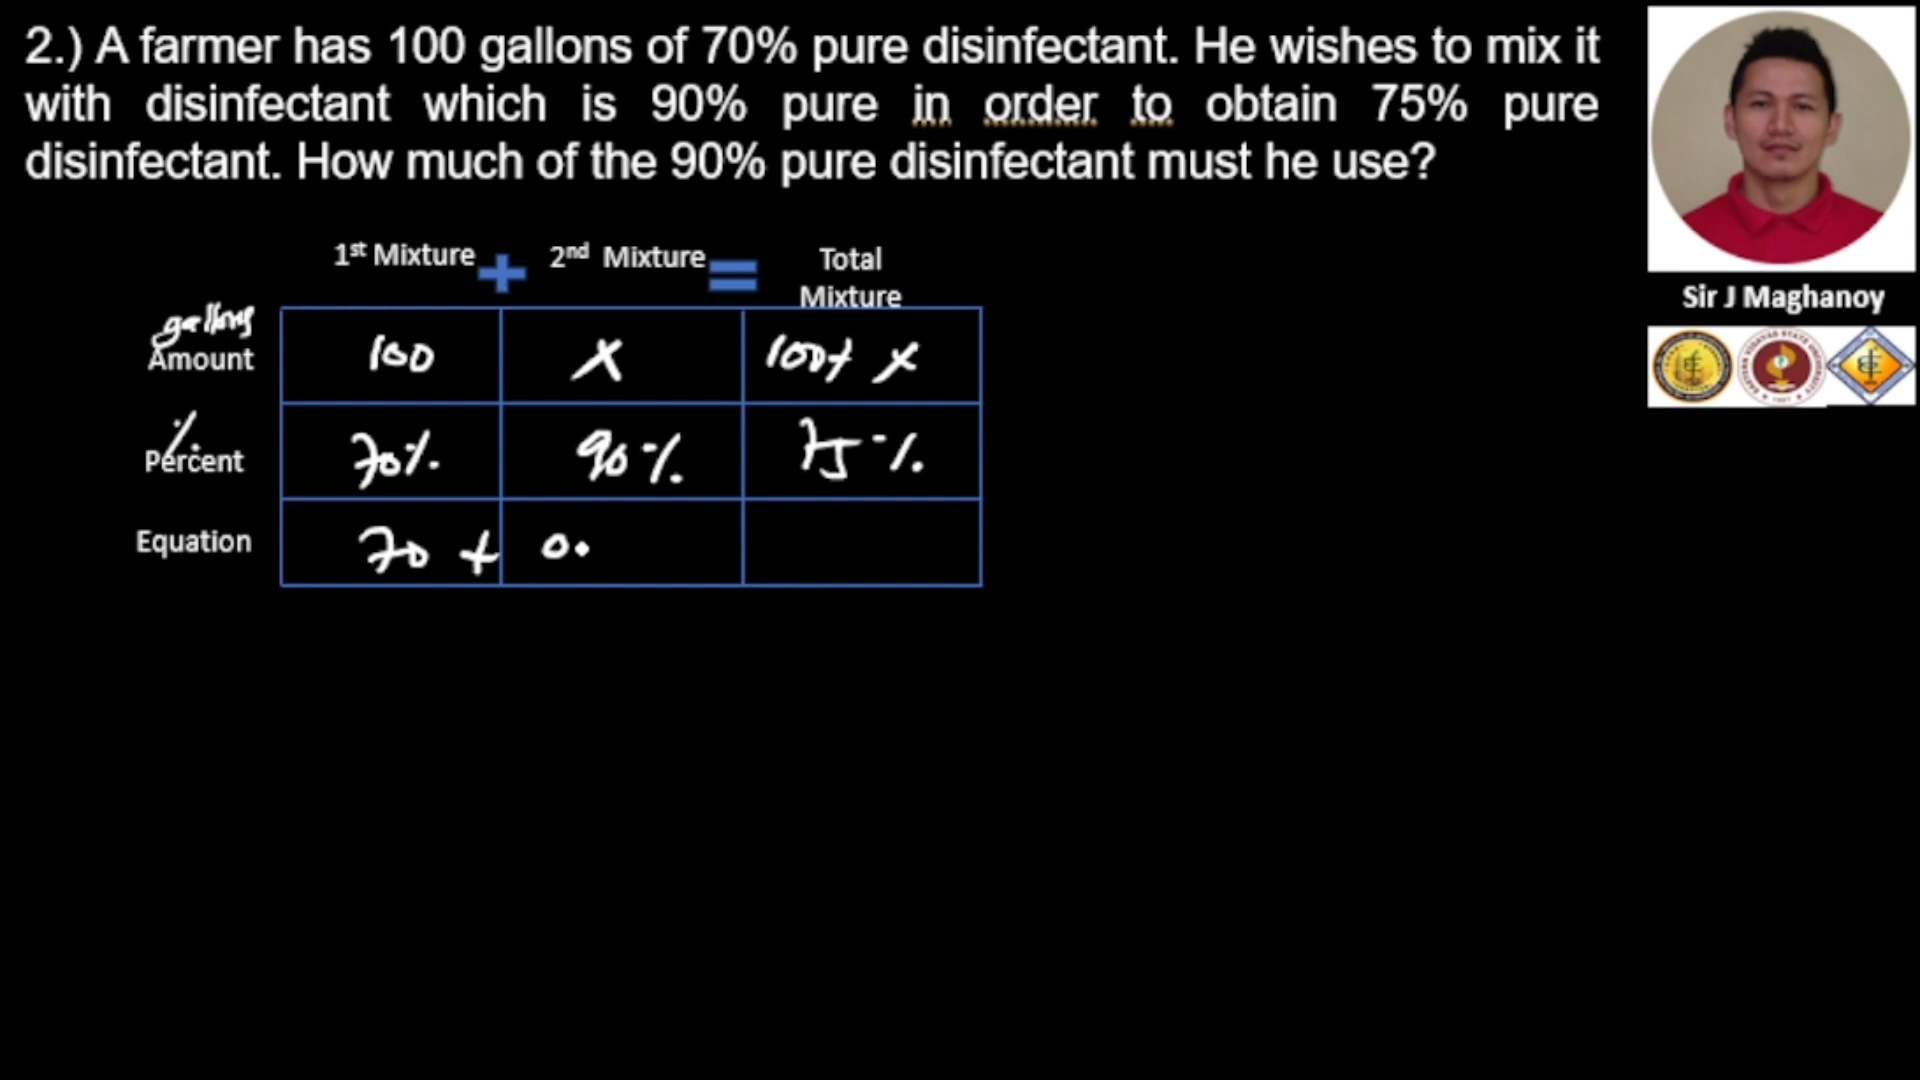 2.) A farmer has 100 gallons of 70% pure disinfectant. He wishes to mix it
with disinfectant which is 90% pure in order to obtain 75% pure
disinfectant. How much of the 90% pure disinfectant must he use?
1st Mixture + 2nd Mixture = Total
Mixture
gallons
Amount 100 x 100+ x
%
Percent 70% 90% 75%
Equation 70 + 0.
Sir J Maghanoy